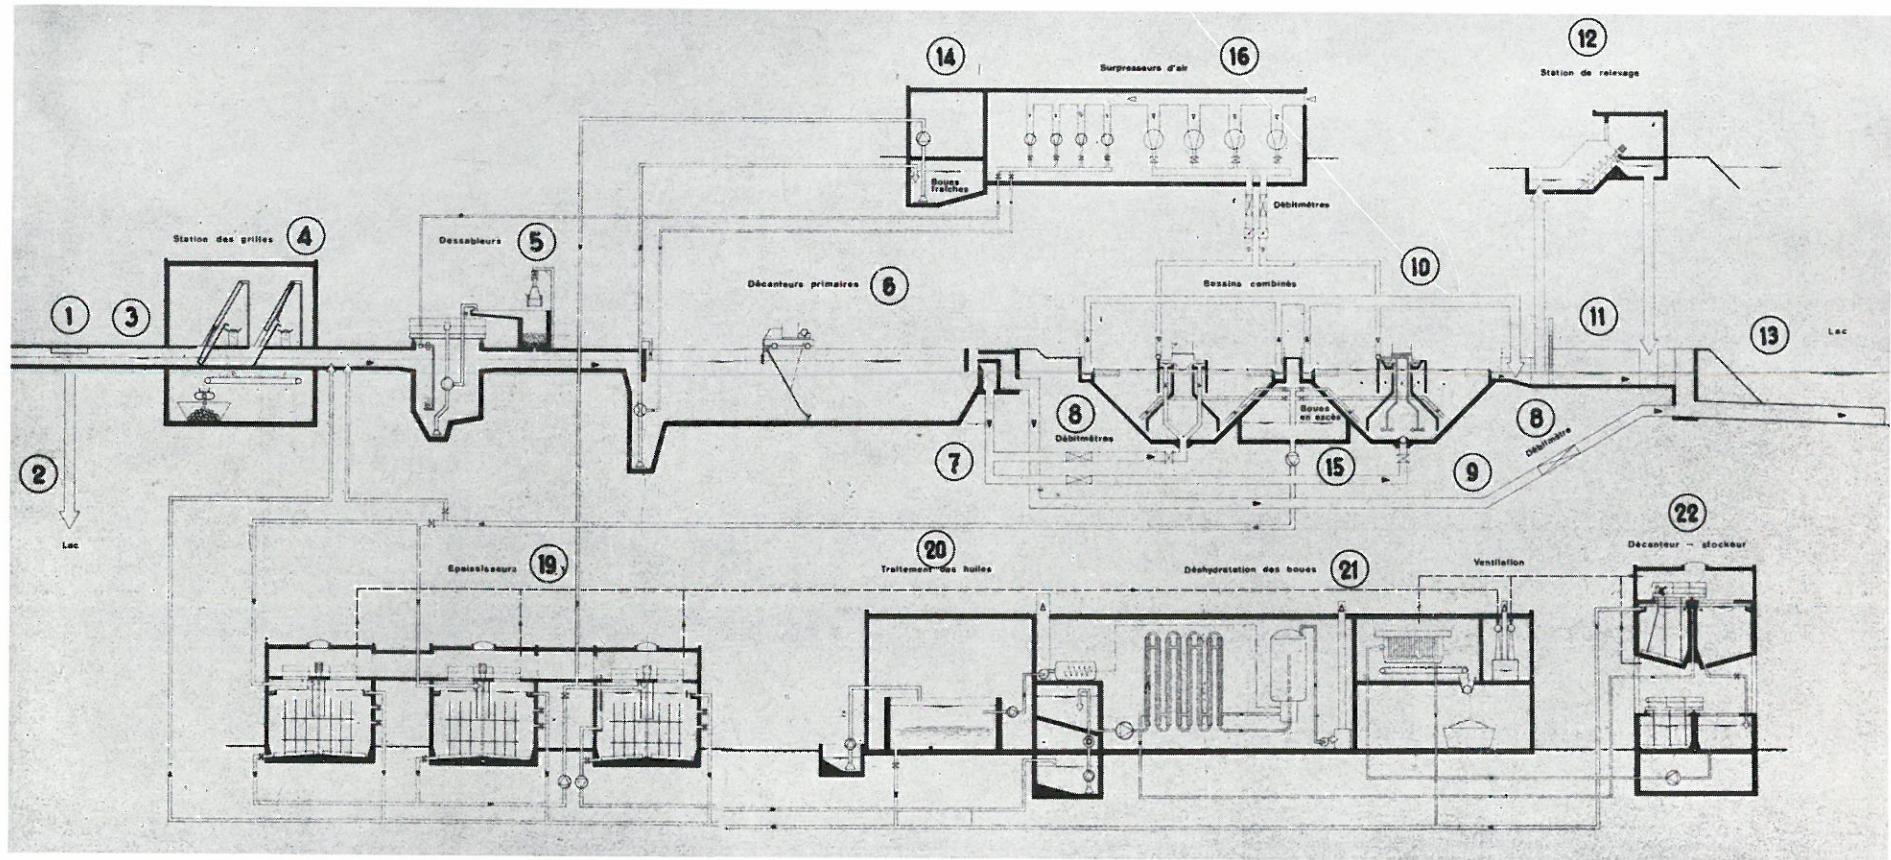 14
Surpresseurs d'air
16
12
Station de relevage
Boues
fraîches
Débitmètres
Station des grilles
4
Dessableurs
5
Décanteurs primaires
6
Bassins combinés
10
1
3
11
13
Lac
2
Lac
7
8
Débitmètres
Boues
en excès
15
9
8
Débitmètre
22
Décanteur - stockeur
Epaississeurs
19
20
Traitement des huiles
Déshydratation des boues
21
Ventilation